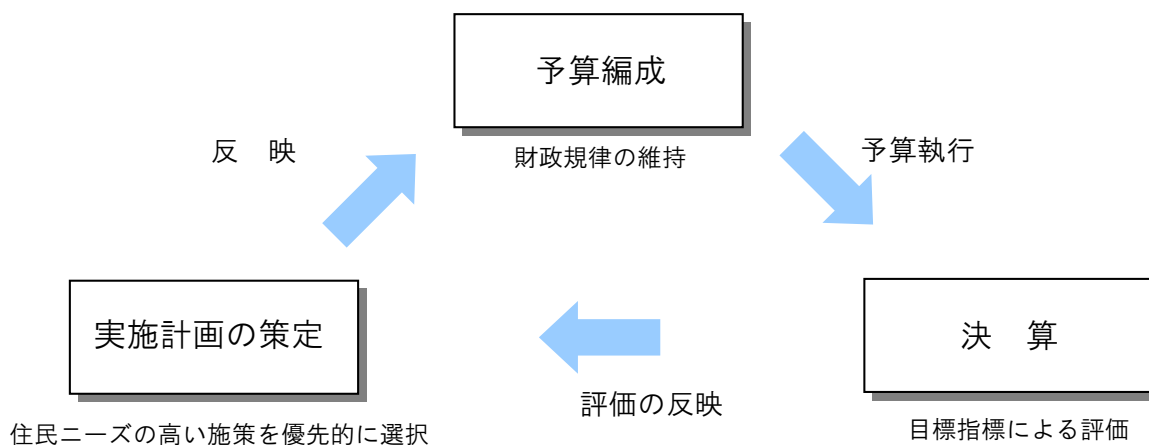 予算編成
財政規律の維持
反　映
予算執行
実施計画の策定
住民ニーズの高い施策を優先的に選択
評価の反映
決　算
目標指標による評価